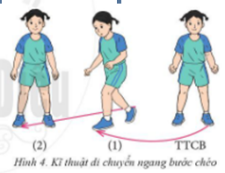 (2) (1) TTCB
Hình 4. Kĩ thuật di chuyển ngang bước chéo